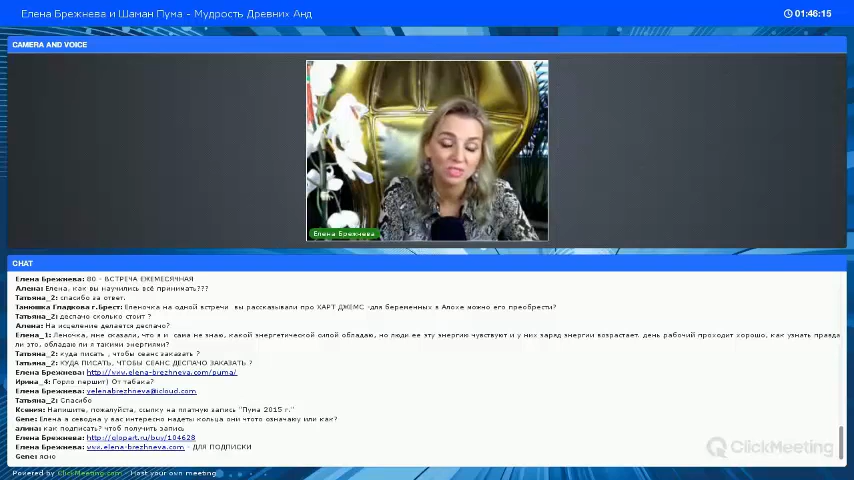 Елена Брежнева и Шаман Пума - Мудрость Древних Анд
01:46:15
CAMERA AND VOICE
Елена Брежнева
CHAT
Елена Брежнева: 80 - ВСТРЕЧА ЕЖЕМЕСЯЧНАЯ
Алена: Елена, как вы научились всё принимать???
Татьяна_2: спасибо за ответ.
Танюшка Гладкова г.Брест: Еленочка на одной встречи вы рассказывали про ХАРТ ДЖЕМС -для беременных в Алохе можно его преобрести?
Татьяна_2: деспачо сколько стоит ?
Алена: На исцеление делается деспачо?
Елена_1: Леночка, мне сказали, что я и сама не знаю, какой энергетической силой обладаю, но люди ее эту энергию чувствуют и у них заряд энергии возрастает. день рабочий проходит хорошо, как узнать правда
ли это, обладаю ли я такими энергиями?
Татьяна_2: куда писать , чтобы сеанс заказать ?
Татьяна_2: КУДА ПИСАТЬ, ЧТОБЫ СЕАНС ДЕСПАЧО ЗАКАЗАТЬ ?
Елена Брежнева: http://www.elena-brezhneva.com/puma/
Ирина_4: Горло першит) От табака?
Елена Брежнева: yelenabrezhneva@icloud.com
Татьяна_2: Спасибо
Ксения: Напишите, пожалуйста, ссылку на платную запись "Пума 2015 г."
Gene: Елена а севодна у вас интересно надеты кольца они чтото означаю или как?
алина: как подписать? чтоб получить запись
Елена Брежнева: http://glopart.ru/buy/104628
Елена Брежнева: www.elena-brezhneva.com - ДЛЯ ПОДПИСКИ
Gene: ясно
ClickMeeting
Powered by ClickMeeting.com - Host your own meeting